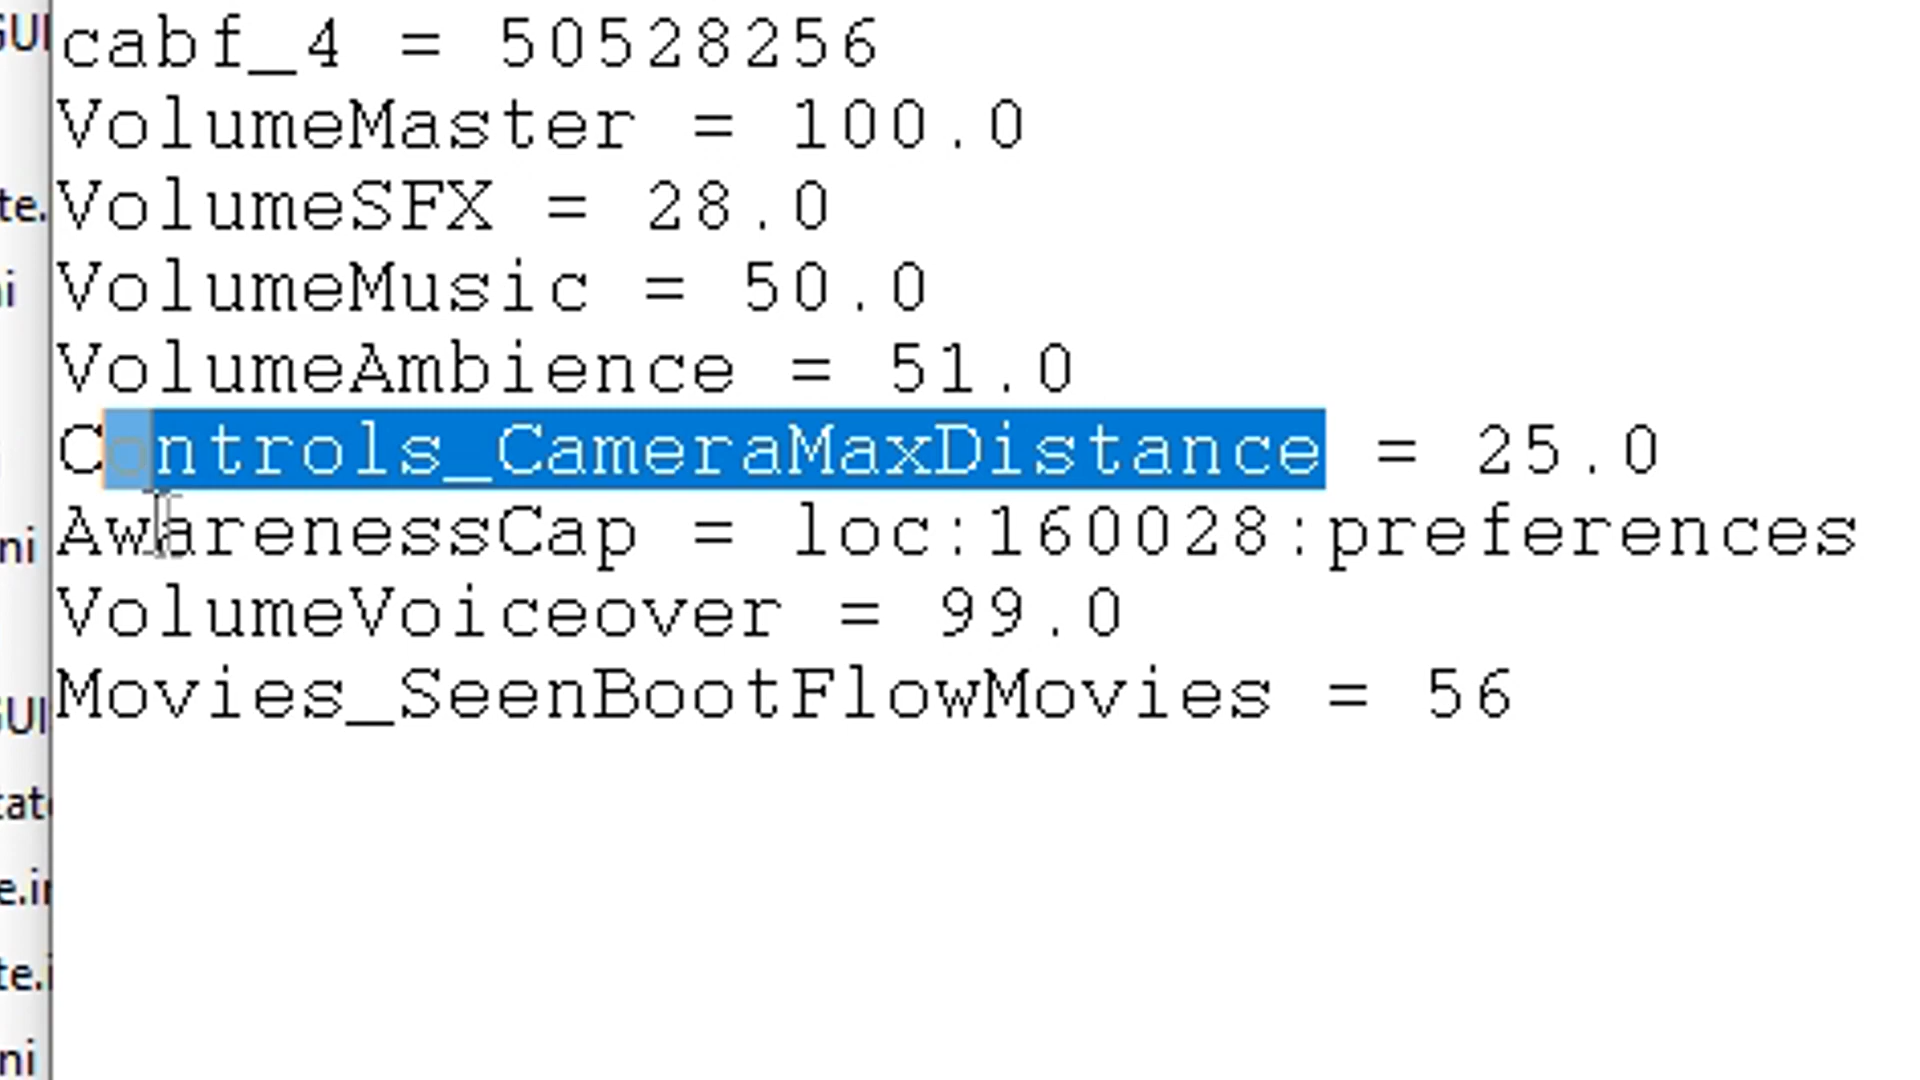 cabf_4 = 50528256
VolumeMaster = 100.0
VolumeSFX = 28.0
VolumeMusic = 50.0
VolumeAmbience = 51.0
Controls_CameraMaxDistance = 25.0
AwarenessCap = loc:160028:preferences
VolumeVoiceover = 99.0
Movies_SeenBootFlowMovies = 56